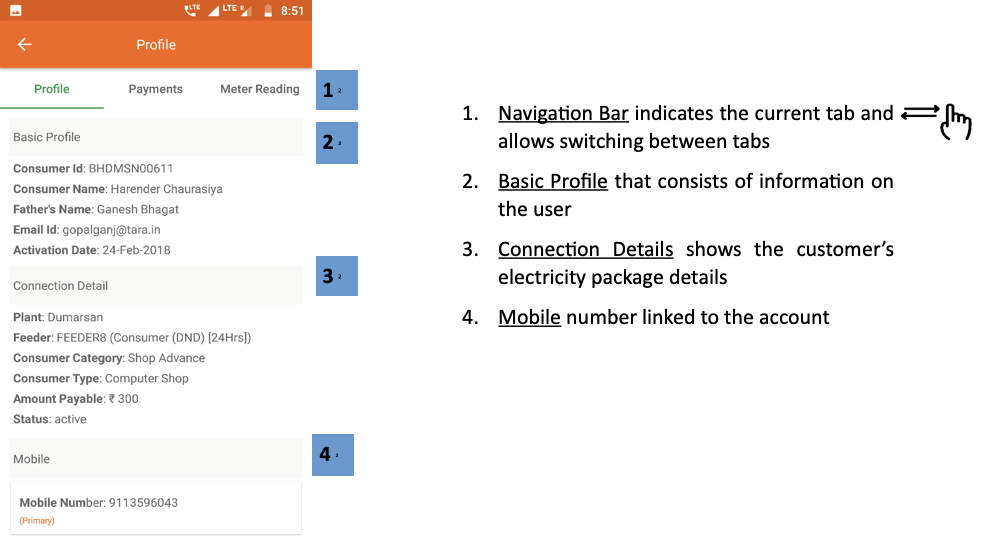 LTE LTE R 8:51
Profile
Profile Payments Meter Reading
Basic Profile
Consumer Id: BHDMSN00611
Consumer Name: Harender Chaurasiya
Father's Name: Ganesh Bhagat
Email Id: gopalganj@tara.in
Activation Date: 24-Feb-2018
Connection Detail
Plant: Dumarsan
Feeder: FEEDER8 (Consumer (DND) [24Hrs])
Consumer Category: Shop Advance
Consumer Type: Computer Shop
Amount Payable: ₹ 300
Status: active
Mobile
Mobile Number: 9113596043
(Primary)
1 2
2 2
3 2
4 2
1. Navigation Bar indicates the current tab and
allows switching between tabs
2. Basic Profile that consists of information on
the user
3. Connection Details shows the customer’s
electricity package details
4. Mobile number linked to the account